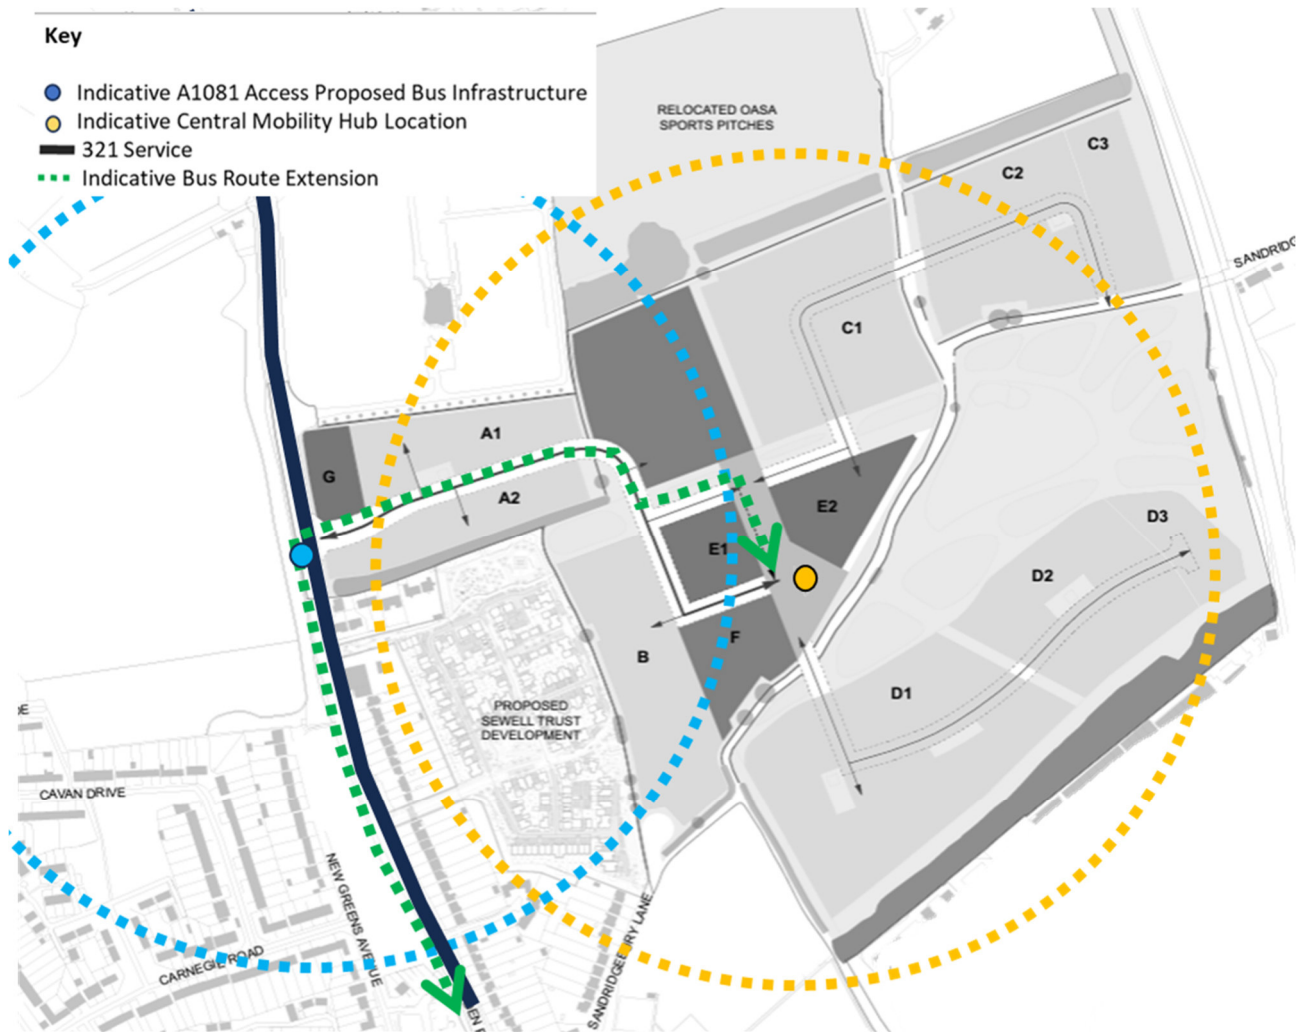 Key
Indicative A1081 Access Proposed Bus Infrastructure
Indicative Central Mobility Hub Location
321 Service
Indicative Bus Route Extension
RELOCATED OASA
SPORTS PITCHES
C3
C2
SANDRIDG
C1
A1
G
A2
E2
D3
E1
D2
F
B
D1
PROPOSED
SEWELL TRUST
DEVELOPMENT
CAVAN DRIVE
NEW GREENS AVENUE
CARNEGIE ROAD
SANDRIDGEBURY LANE